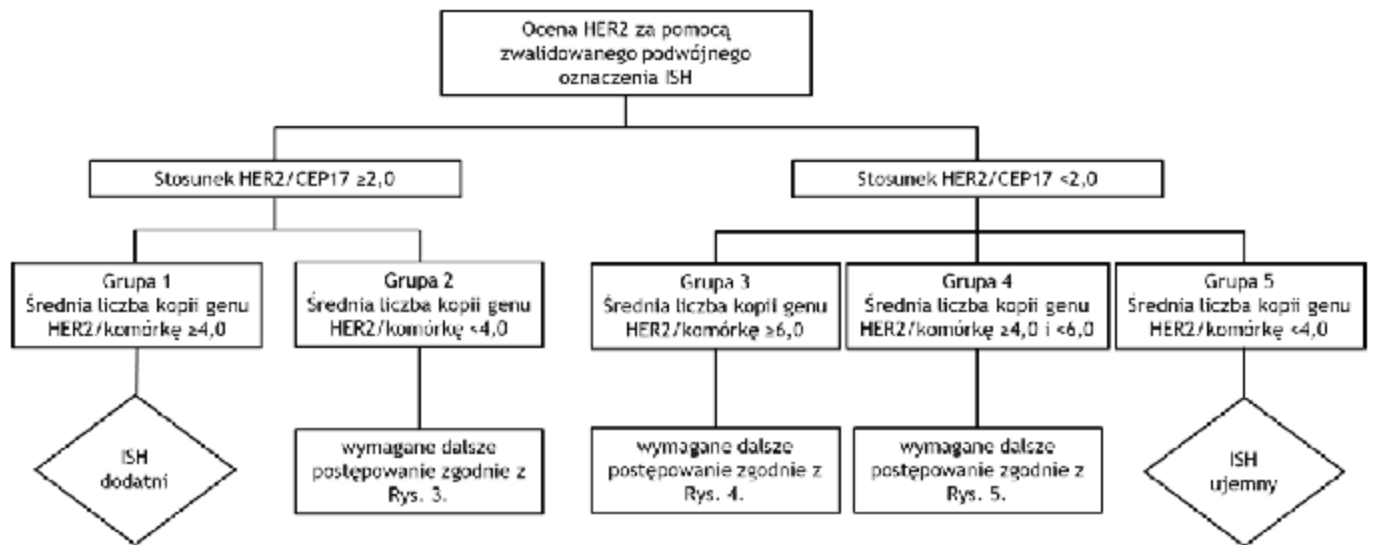 Ocena HER2 za pomocą
zwalidowanego podwójnego
oznaczenia ISH
Stosunek HER2/CEP17 ≥2,0
Stosunek HER2/CEP17 <2,0
Grupa 1
Średnia liczba kopii genu
HER2/komórkę ≥4,0
Grupa 2
Średnia liczba kopii genu
HER2/komórkę <4,0
Grupa 3
Średnia liczba kopii genu
HER2/komórkę ≥6,0
Grupa 4
Średnia liczba kopii genu
HER2/komórkę ≥4,0 i <6,0
Grupa 5
Średnia liczba kopii genu
HER2/komórkę <4,0
ISH
dodatni
wymagane dalsze
postępowanie zgodnie z
Rys. 3.
wymagane dalsze
postępowanie zgodnie z
Rys. 4.
wymagane dalsze
postępowanie zgodnie z
Rys. 5.
ISH
ujemny